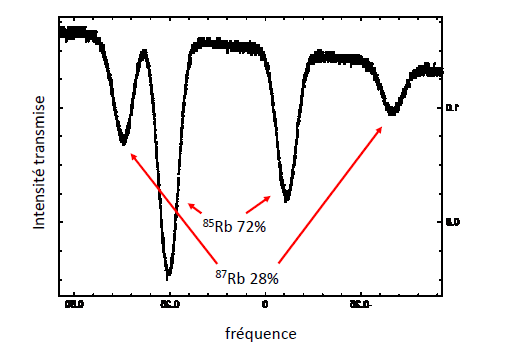 Intensité transmise
⁸⁵Rb 72%
⁸⁷Rb 28%
0
fréquence